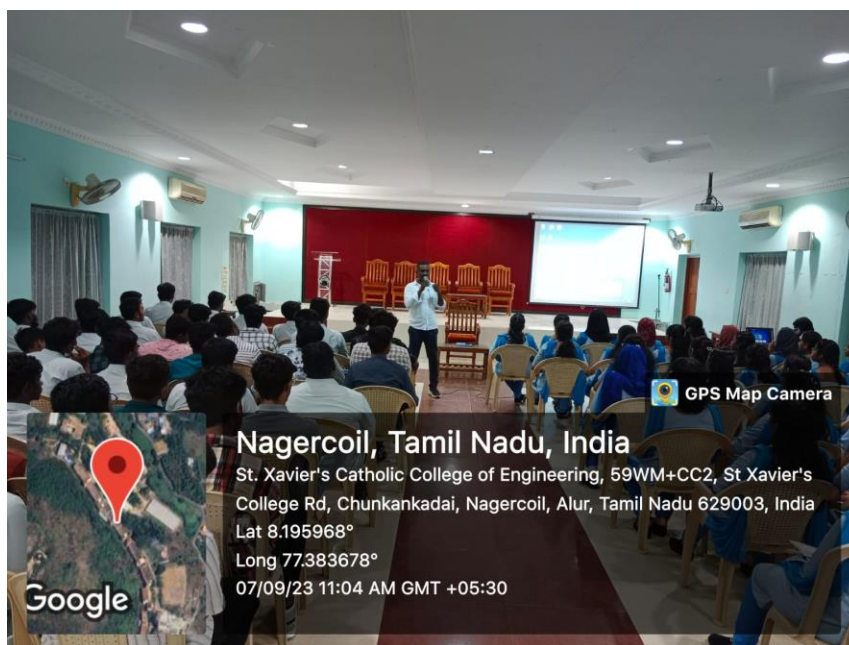 GPS Map Camera
Nagercoil, Tamil Nadu, India
St. Xavier's Catholic College of Engineering, 59WM+CC2, St Xavier's
College Rd, Chunkankadai, Nagercoil, Alur, Tamil Nadu 629003, India
Lat 8.195968°
Long 77.383678°
07/09/23 11:04 AM GMT +05:30
Google